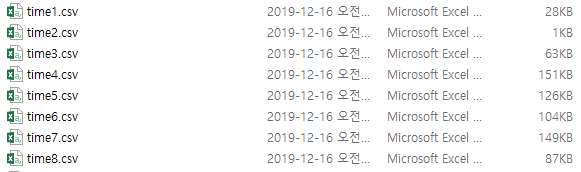 time1.csv 2019-12-16 오전... Microsoft Excel ... 28KB
time2.csv 2019-12-16 오전... Microsoft Excel ... 1KB
time3.csv 2019-12-16 오전... Microsoft Excel ... 63KB
time4.csv 2019-12-16 오전... Microsoft Excel ... 151KB
time5.csv 2019-12-16 오전... Microsoft Excel ... 126KB
time6.csv 2019-12-16 오전... Microsoft Excel ... 104KB
time7.csv 2019-12-16 오전... Microsoft Excel ... 149KB
time8.csv 2019-12-16 오전... Microsoft Excel ... 87KB